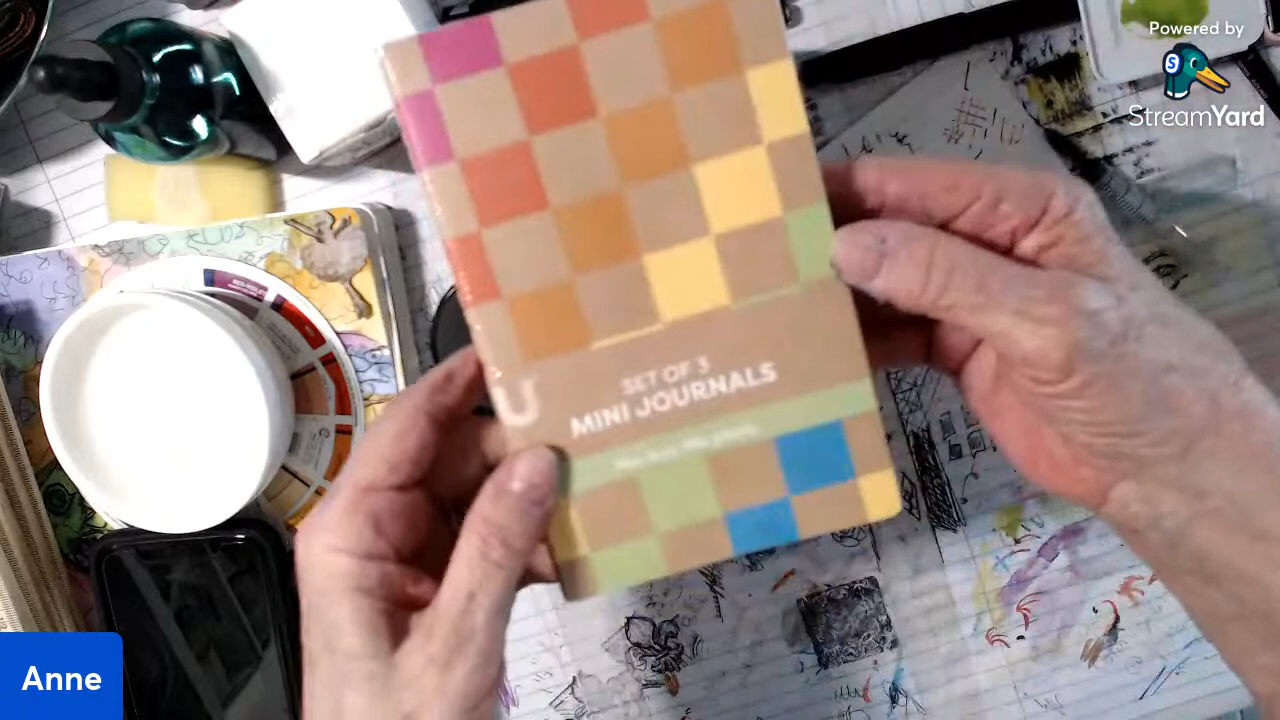 Powered by
StreamYard
SET OF 3
MINI JOURNALS
U
Anne